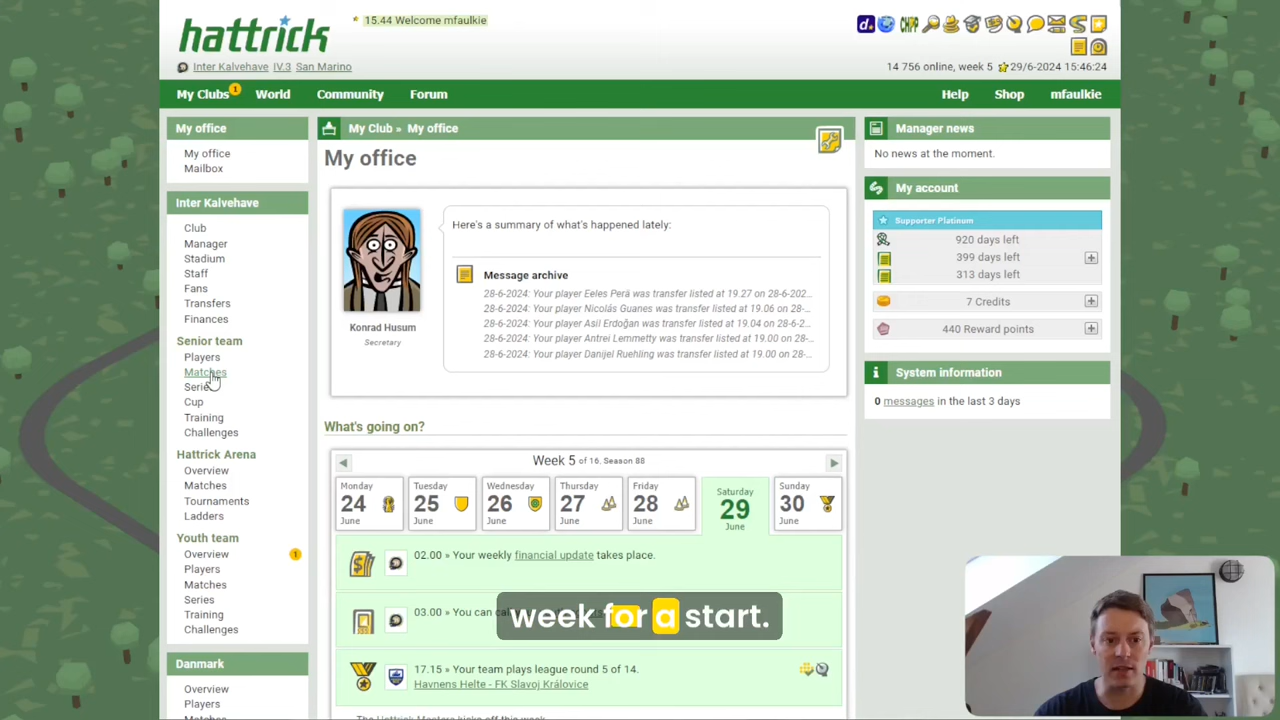 hattrick
15.44 Welcome mfaulkie
d.
CHPP
Inter Kalvehave IV.3 San Marino
14 756 online, week 5 29/6-2024 15:46:24
My Clubs 1 World Community Forum Help Shop mfaulkie
My office
My office
Mailbox
Inter Kalvehave
Club
Manager
Stadium
Staff
Fans
Transfers
Finances
Senior team
Players
Matches
Series
Cup
Training
Challenges
Hattrick Arena
Overview
Matches
Tournaments
Ladders
Youth team
Overview 1
Players
Matches
Series
Training
Challenges
Danmark
Overview
Players
My Club » My office
My office
Here's a summary of what's happened lately:
Message archive
28-6-2024: Your player Eeles Perä was transfer listed at 19.27 on 28-6-202...
28-6-2024: Your player Nicolás Guanes was transfer listed at 19.06 on 28-...
28-6-2024: Your player Asil Erdoğan was transfer listed at 19.04 on 28-6-2...
28-6-2024: Your player Antrei Lemmetty was transfer listed at 19.00 on 28-...
28-6-2024: Your player Danijel Ruehling was transfer listed at 19.00 on 28-...
Konrad Husum
Secretary
What's going on?
Week 5 of 16, Season 88
Monday
24
June
Tuesday
25
June
Wednesday
26
June
Thursday
27
June
Friday
28
June
Saturday
29
June
Sunday
30
June
02.00 » Your weekly financial update takes place.
03.00 » You can
week for a start.
17.15 » Your team plays league round 5 of 14.
Havnens Helte - FK Slavoj Královice
The Hattrick Masters kicks off this week
Manager news
No news at the moment.
My account
Supporter Platinum
920 days left
399 days left
313 days left
7 Credits
440 Reward points
System information
0 messages in the last 3 days